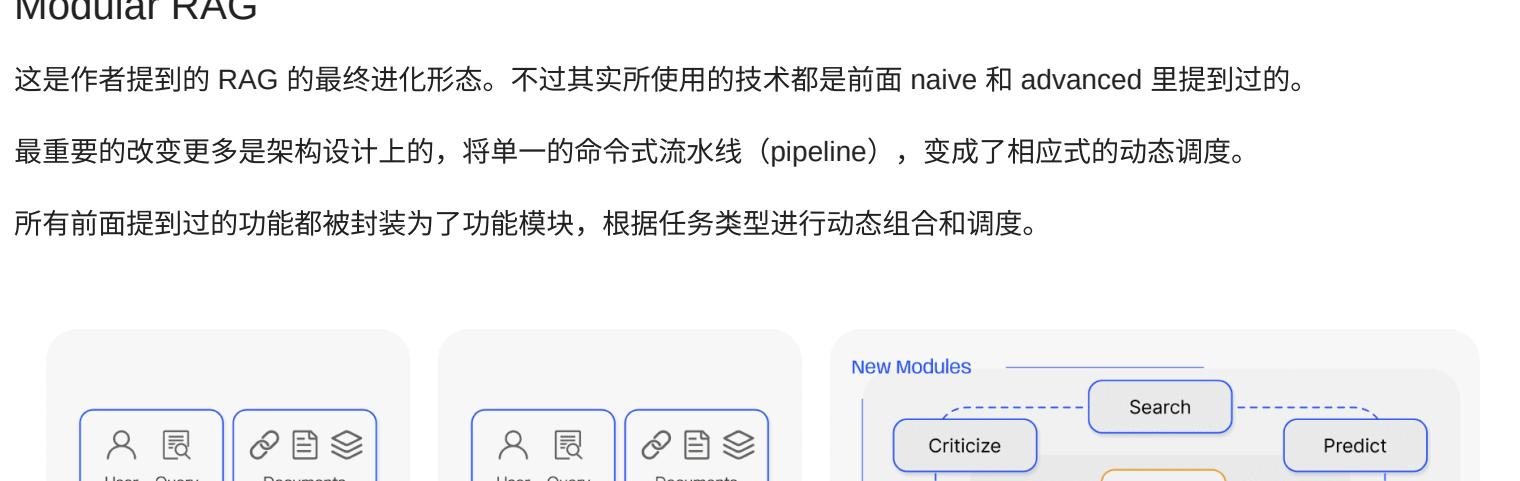 Modular RAG
这是作者提到的 RAG 的最终进化形态。不过其实所使用的技术都是前面 naive 和 advanced 里提到过的。
最重要的改变更多是架构设计上的，将单一的命令式流水线（pipeline），变成了相应式的动态调度。
所有前面提到过的功能都被封装为了功能模块，根据任务类型进行动态组合和调度。
New Modules
Search
Criticize
Predict
User Query Documents
User Query Documents